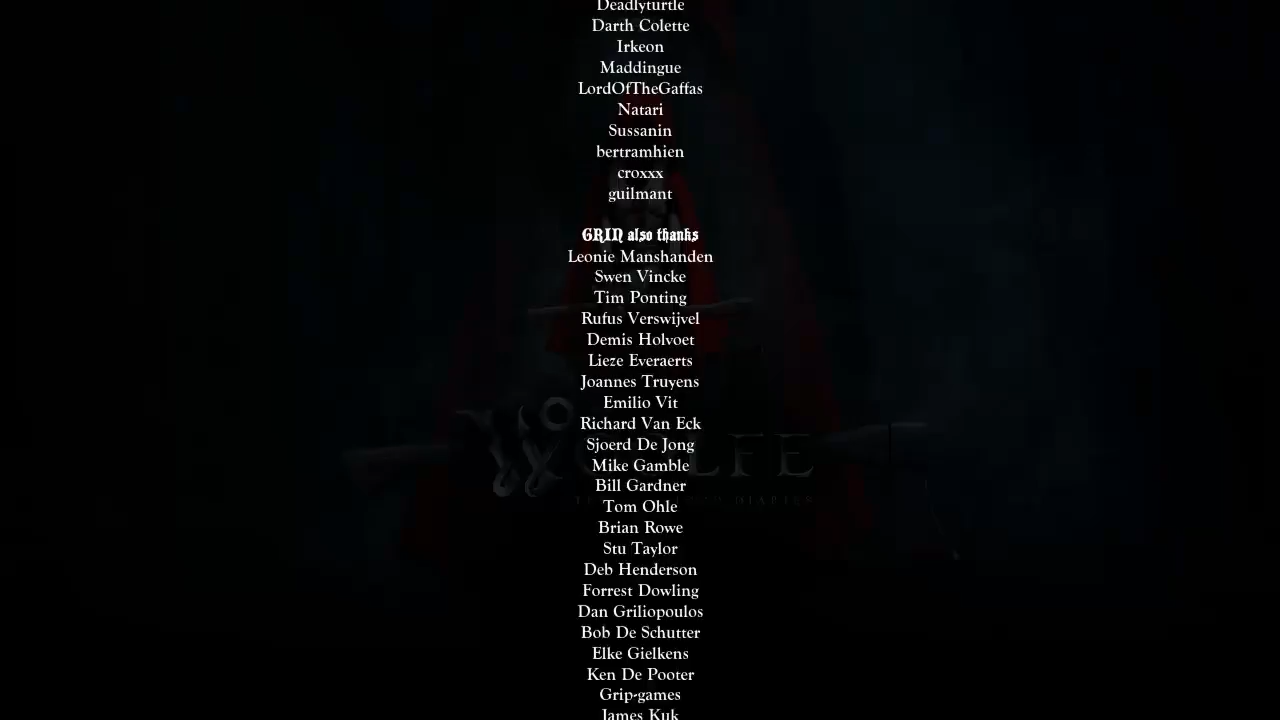 Deadlyturtle
Darth Colette
Irkeon
Maddingue
LordOfTheGaffas
Natari
Sussanin
bertramhien
croxxx
guilmant
GRIN also thanks
Leonie Manshanden
Swen Vincke
Tim Ponting
Rufus Verswijvel
Demis Holvoet
Lieze Everaerts
Joannes Truyens
Emilio Vit
Richard Van Eck
Sjoerd De Jong
Mike Gamble
Bill Gardner
Tom Ohle
Brian Rowe
Stu Taylor
Deb Henderson
Forrest Dowling
Dan Griliopoulos
Bob De Schutter
Elke Gielkens
Ken De Pooter
Grip-games
James Kuk